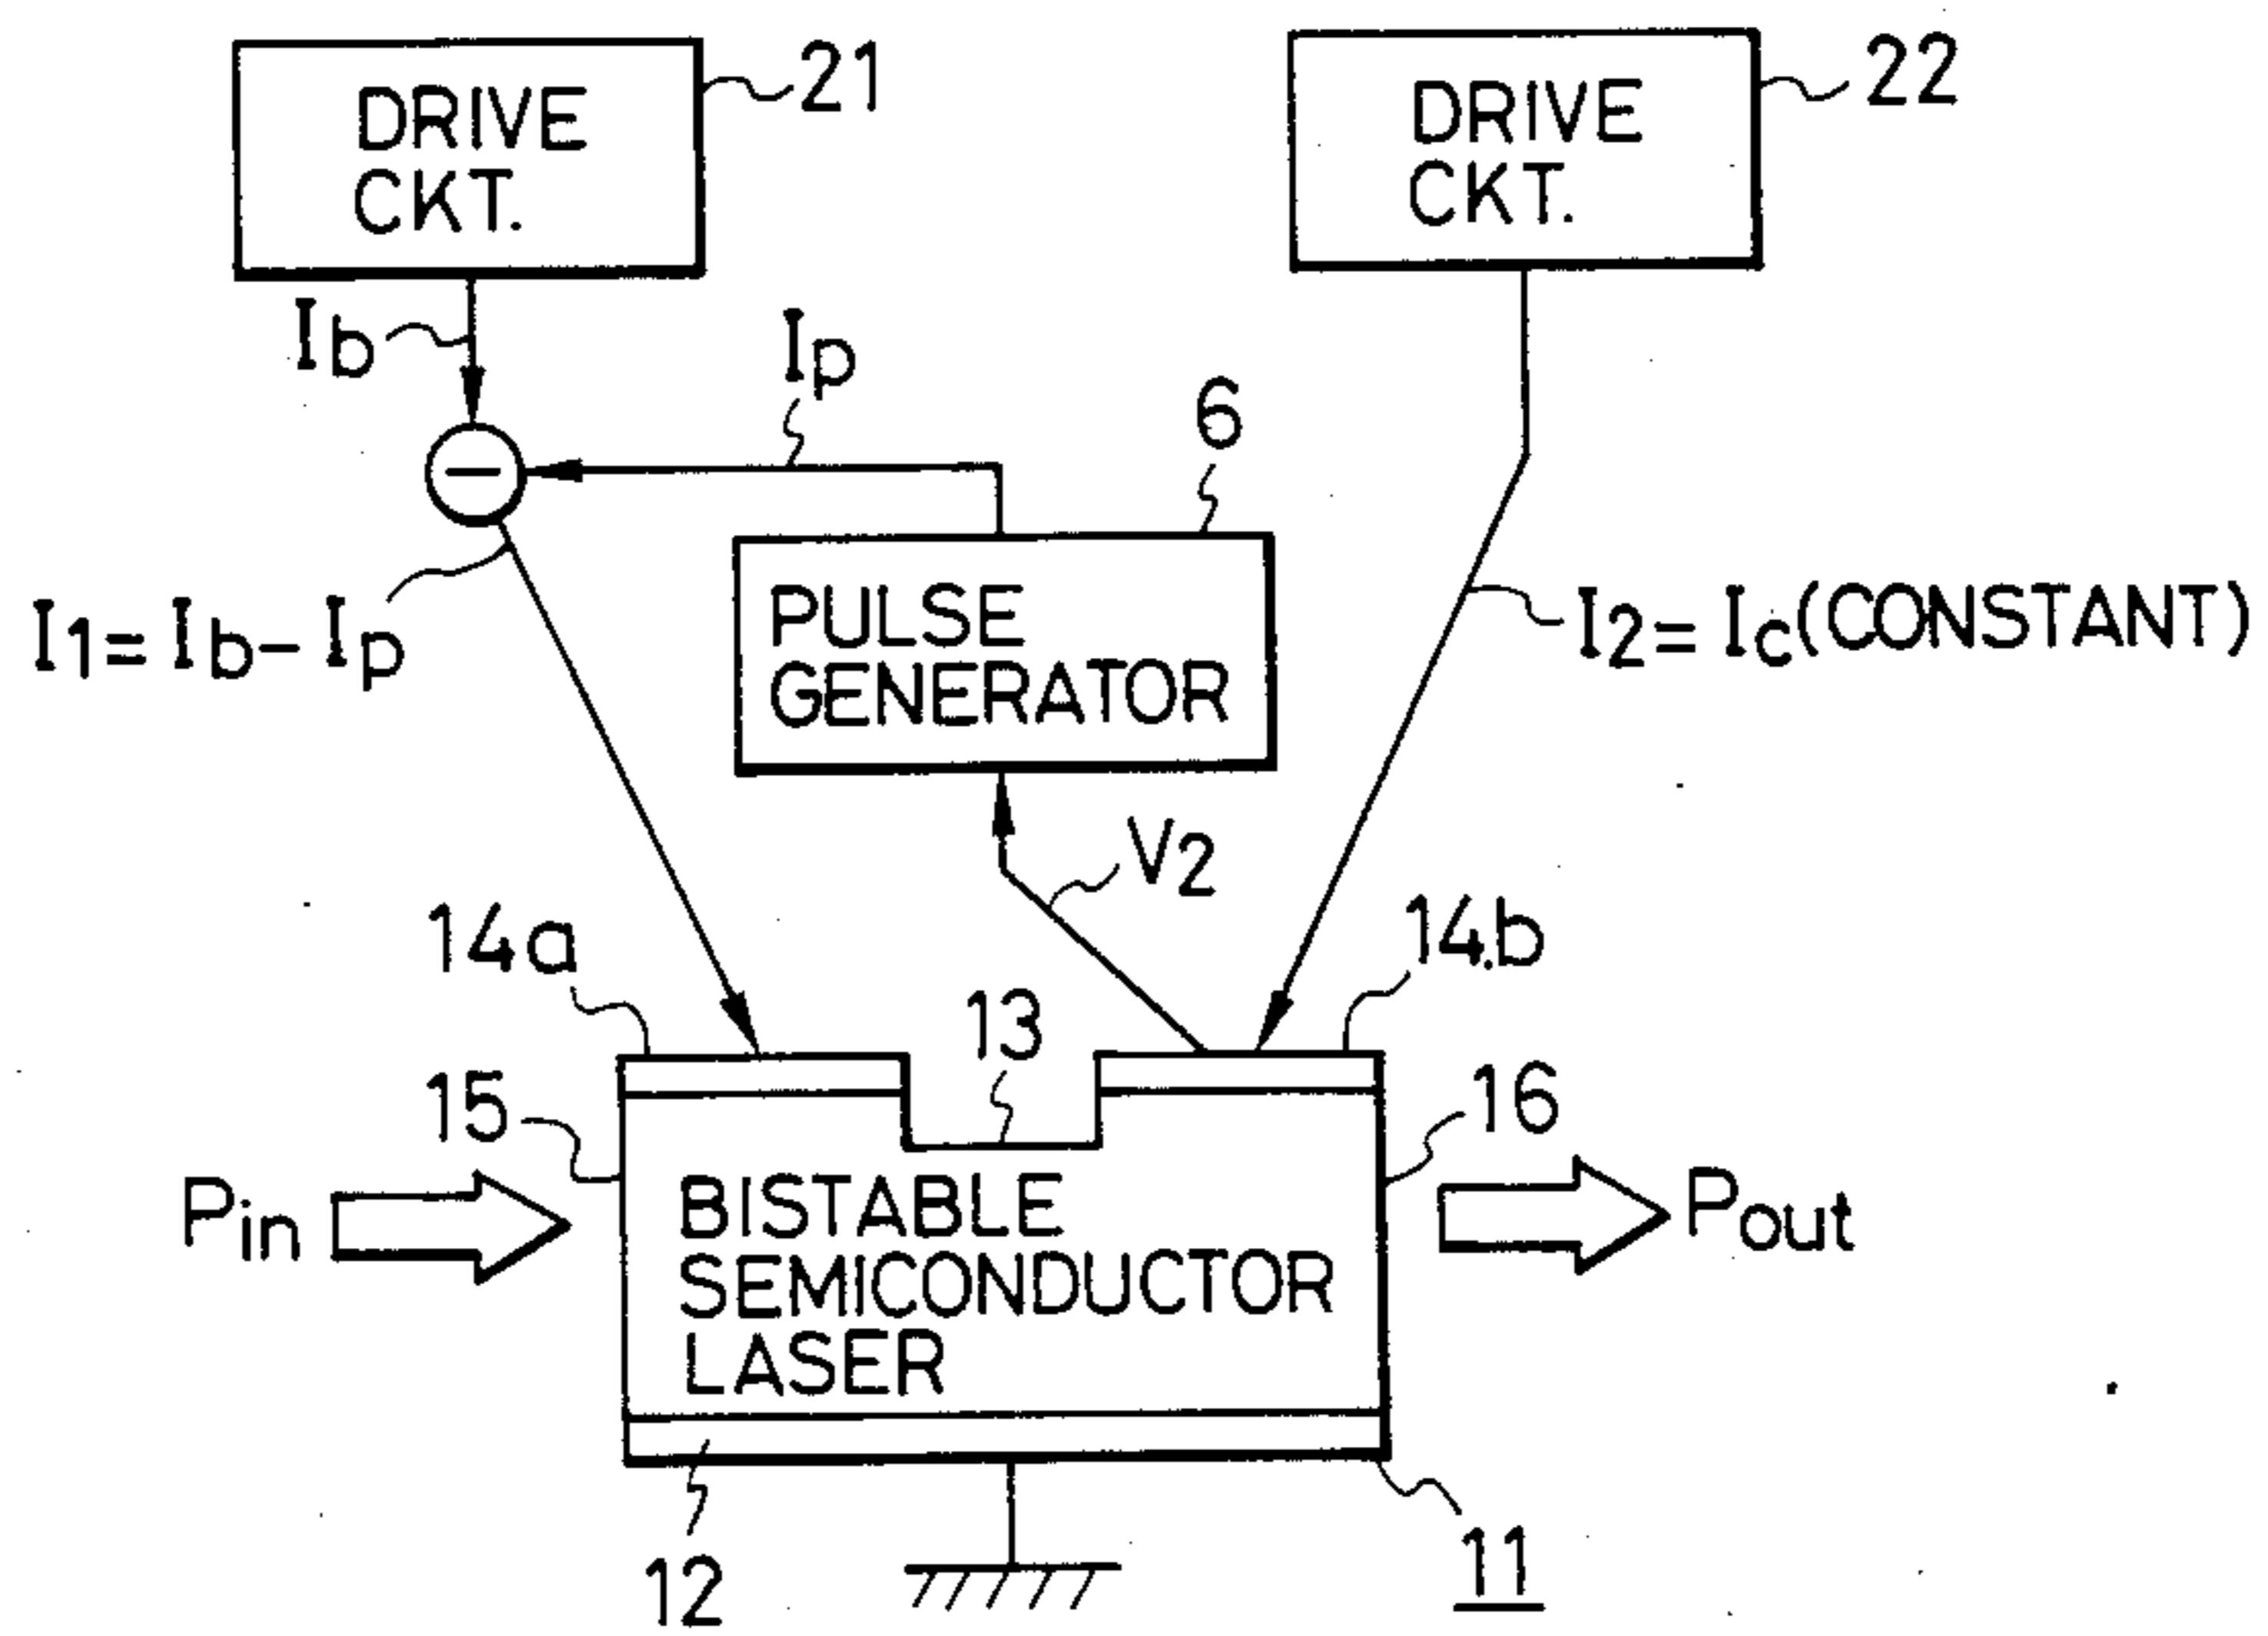 DRIVE
CKT.
21
DRIVE
CKT.
22
Ib
Ip
6
I1= Ib- Ip
PULSE
GENERATOR
I2= Ic(CONSTANT)
V2
14a
13
14.b
15
16
Pin
BISTABLE
SEMICONDUCTOR
LASER
Pout
12
11